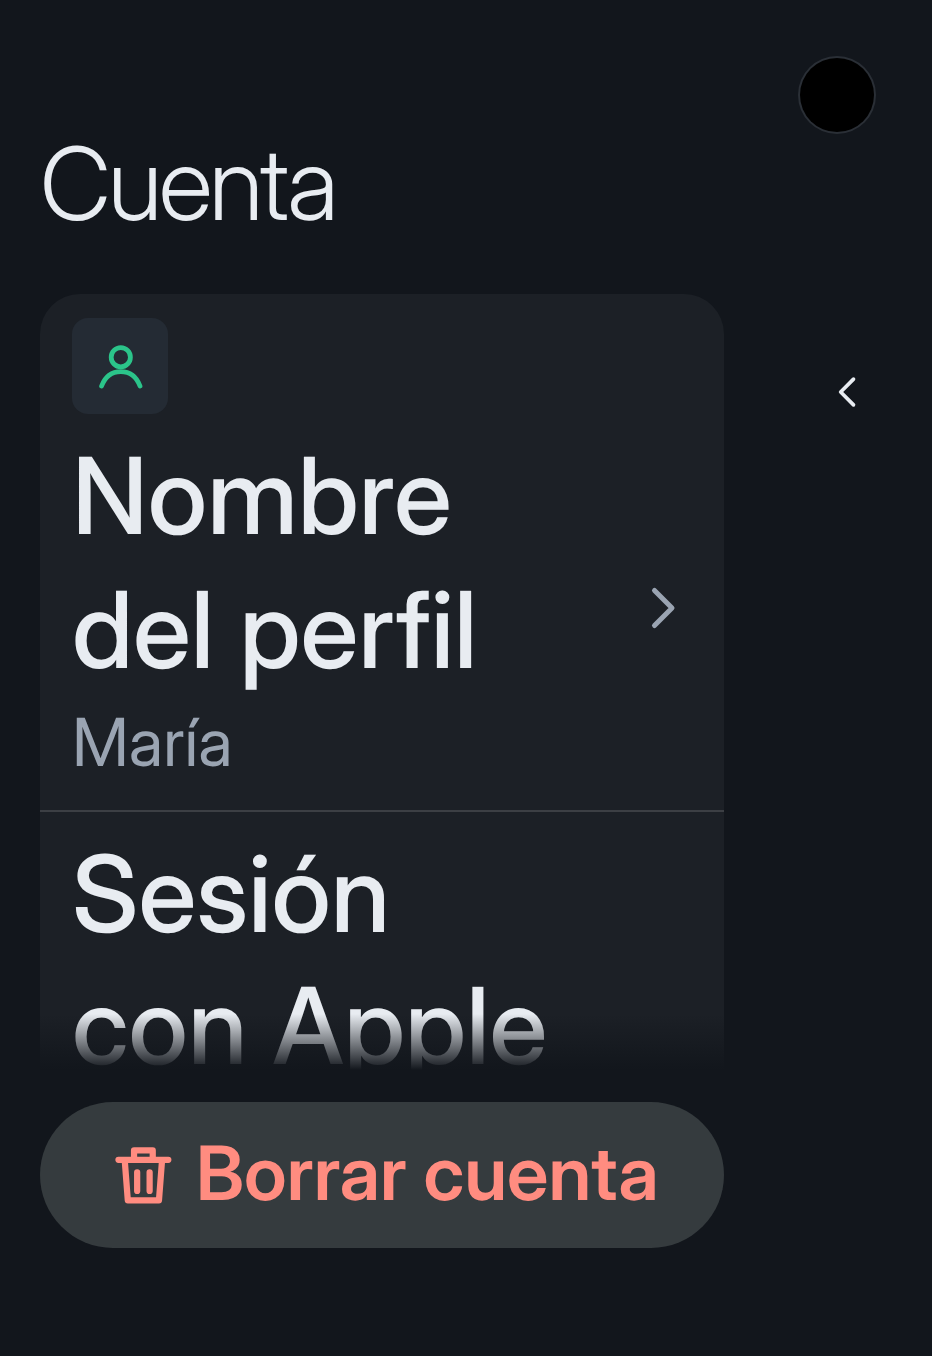 Cuenta
Nombre
del perfil
María
Sesión
con Apple
Borrar cuenta